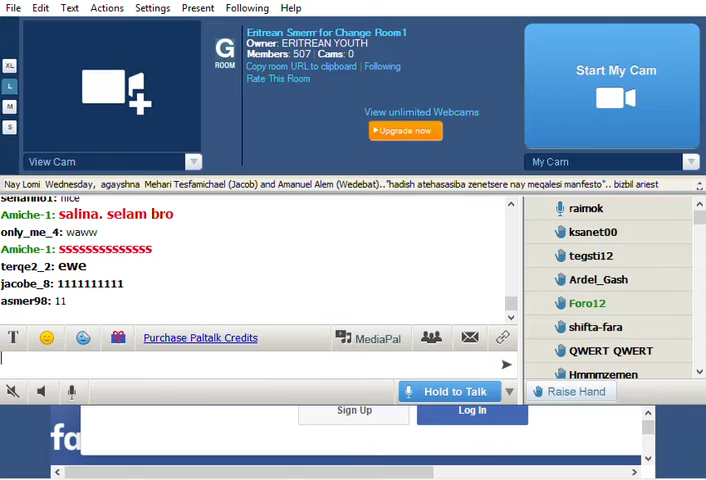 File Edit Text Actions Settings Present Following Help
XL
L
M
S
View Cam
G
ROOM
Eritrean Smerrr for Change Room1
Owner: ERITREAN YOUTH
Members: 507 Cams: 0
Copy room URL to clipboard | Following
Rate This Room
View unlimited Webcams
Upgrade now
Start My Cam
My Cam
Nay Lomi Wednesday, agayshna Mehari Tesfamichael (Jacob) and Amanuel Alem (Wedebat).."hadish atehasasiba zenetsere nay meqalesi manfesto".. bizbil ariest
nice
Amiche-1: salina. selam bro
only_me_4: waww
Amiche-1: ssssssssssssss
terqe2_2: ewe
jacobe_8: 1111111111
asmer98: 11
raimok
ksanet00
tegsti12
Ardel_Gash
Foro12
shifta-fara
QWERT QWERT
Hmmmzemen
T Purchase Paltalk Credits MediaPal
Hold to Talk
Raise Hand
Sign Up Log In
fa